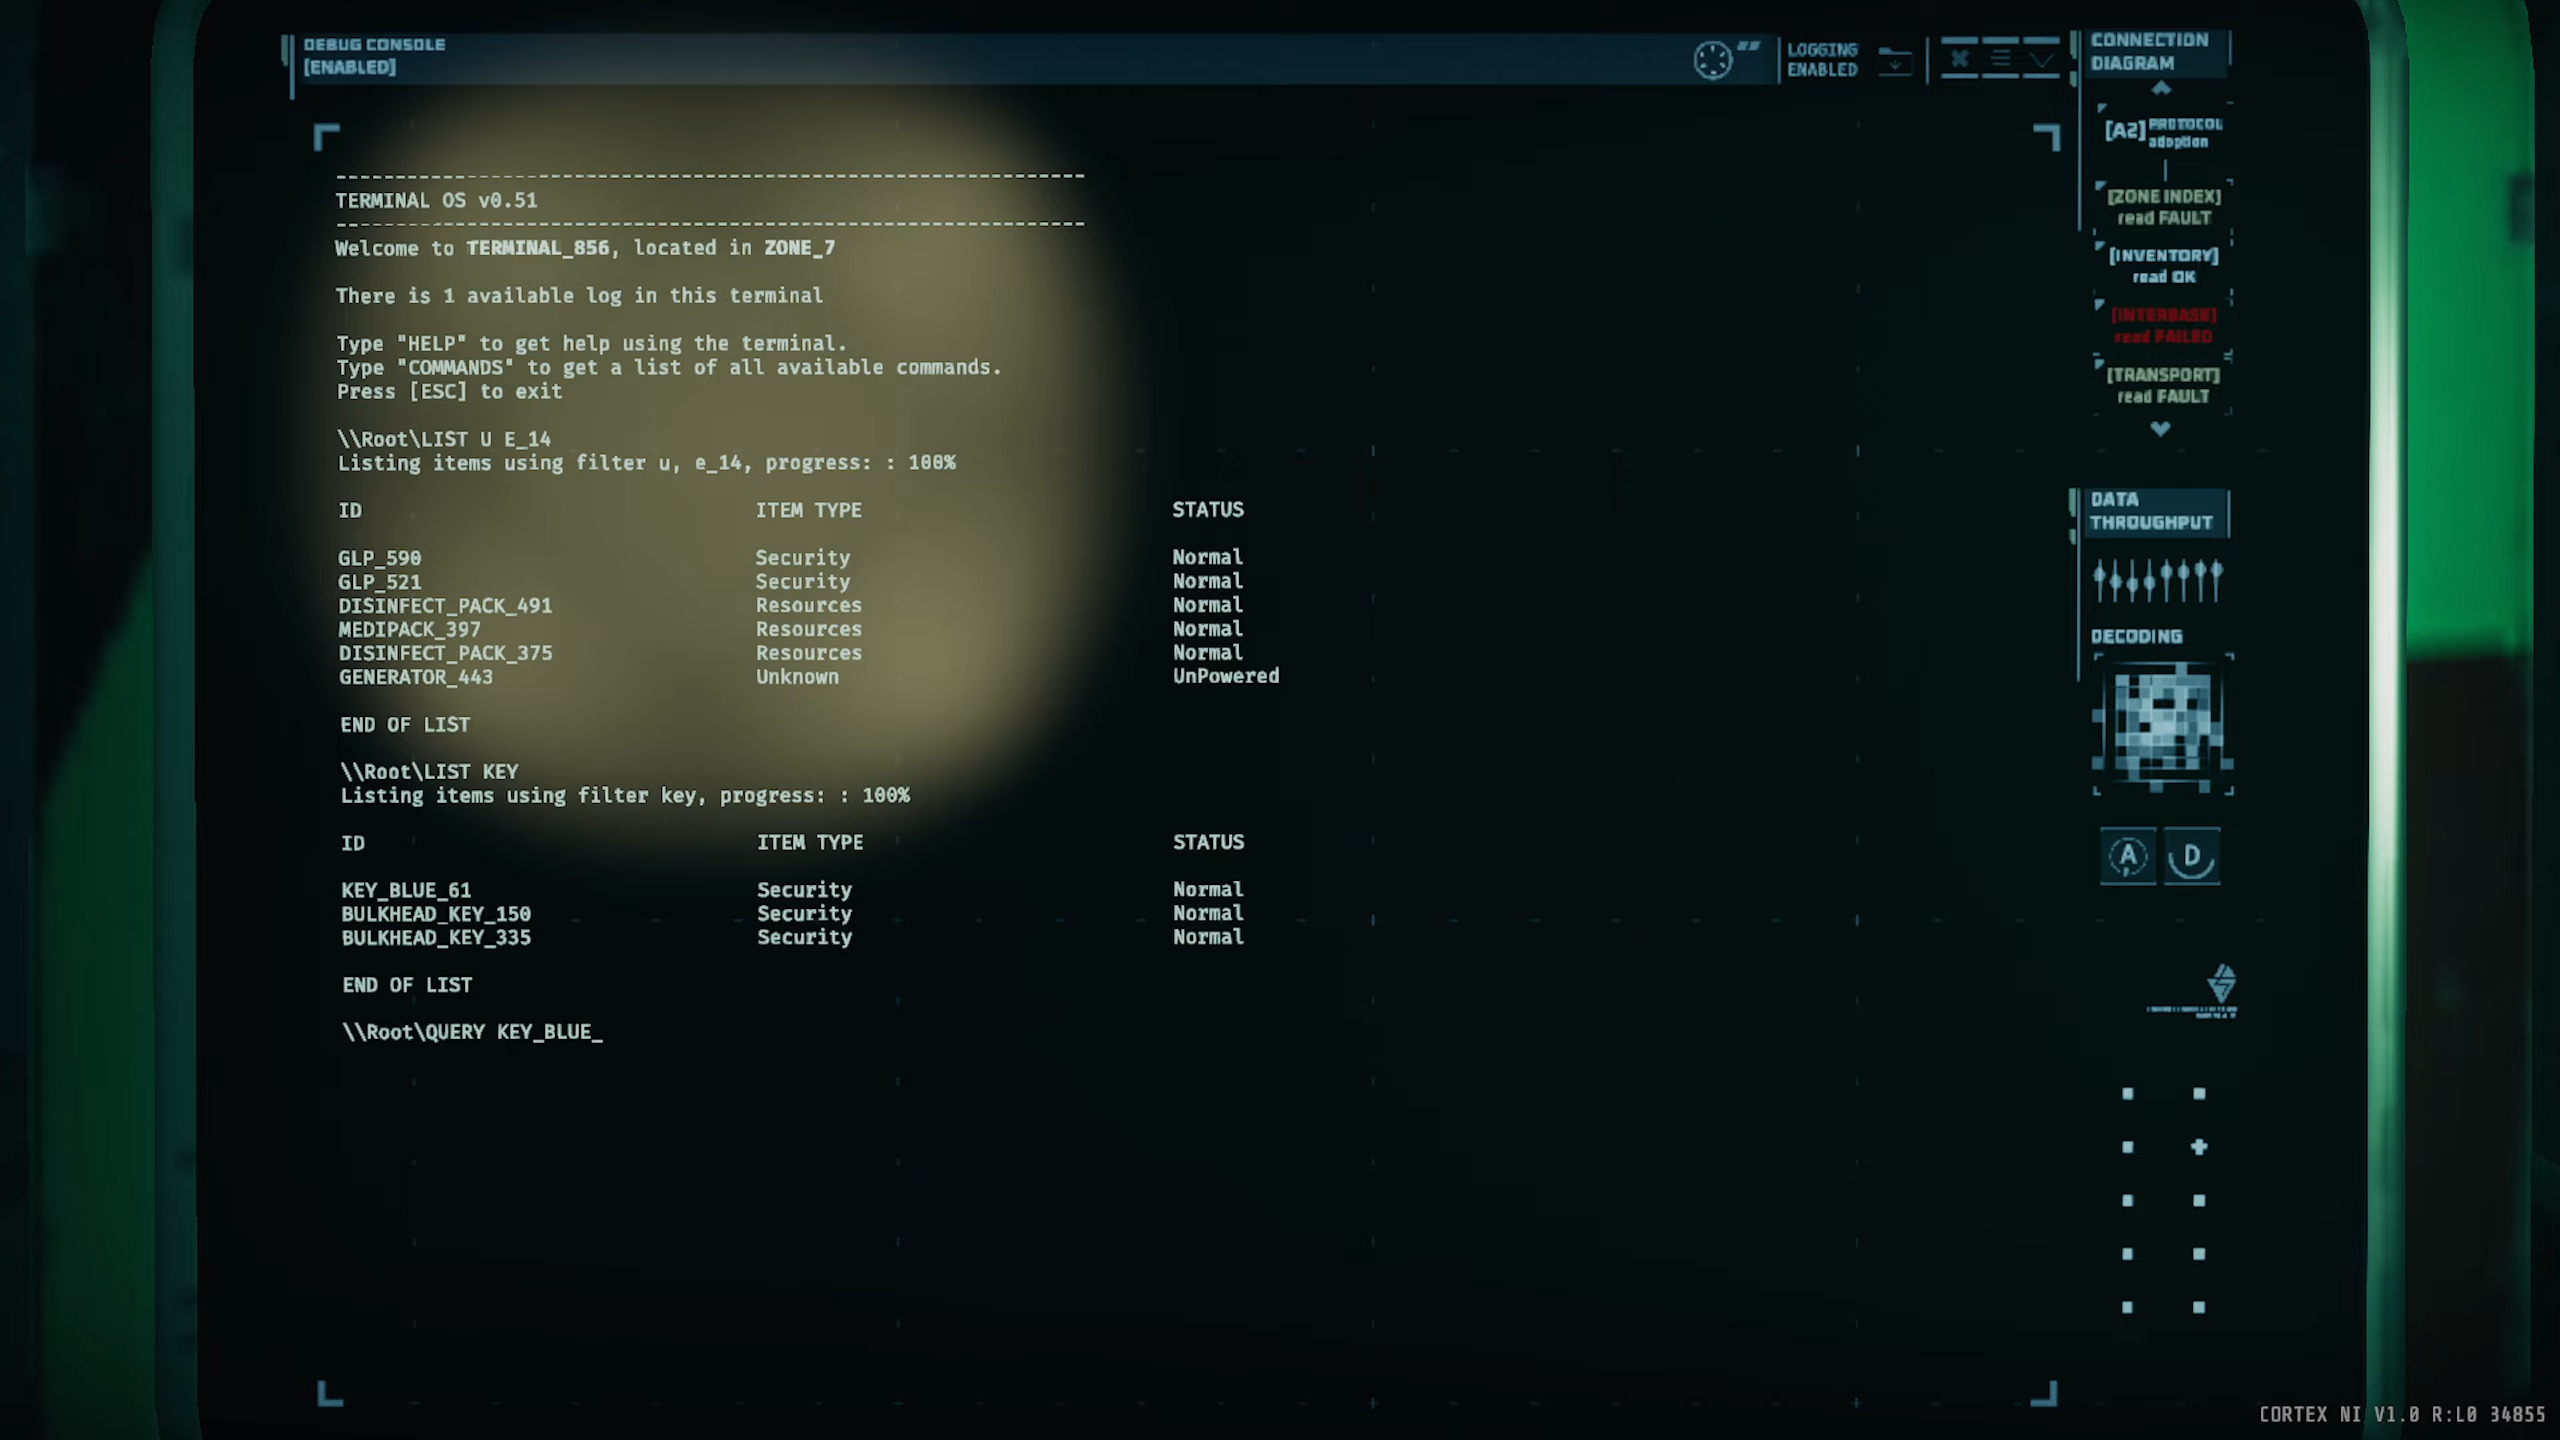 DEBUG CONSOLE
[ENABLED]
LOGGING
ENABLED
--------------------------------------------------------------
TERMINAL OS v0.51
--------------------------------------------------------------
Welcome to TERMINAL_856, located in ZONE_7
There is 1 available log in this terminal
Type "HELP" to get help using the terminal.
Type "COMMANDS" to get a list of all available commands.
Press [ESC] to exit
\\Root\LIST U E_14
Listing items using filter u, e_14, progress: : 100%
ID ITEM TYPE STATUS
GLP_590 Security Normal
GLP_521 Security Normal
DISINFECT_PACK_491 Resources Normal
MEDIPACK_397 Resources Normal
DISINFECT_PACK_375 Resources Normal
GENERATOR_443 Unknown UnPowered
END OF LIST
\\Root\LIST KEY
Listing items using filter key, progress: : 100%
ID ITEM TYPE STATUS
KEY_BLUE_61 Security Normal
BULKHEAD_KEY_150 Security Normal
BULKHEAD_KEY_335 Security Normal
END OF LIST
\\Root\QUERY KEY_BLUE_
CONNECTION
DIAGRAM
[A2] PROTOCOL
adoption
[ZONE INDEX]
read FAULT
[INVENTORY]
read OK
[INTERBASE]
read FAILED
[TRANSPORT]
read FAULT
DATA
THROUGHPUT
DECODING
A D
CORTEX NI V1.0 R:L0 34855